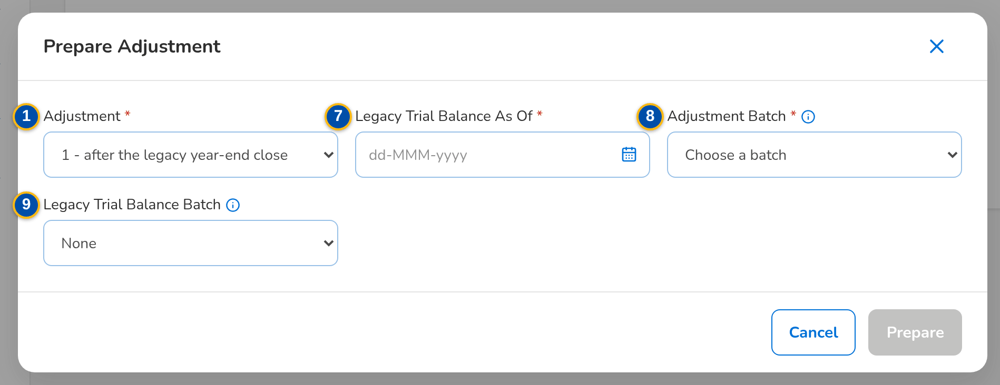 Prepare Adjustment
1 Adjustment * 7 Legacy Trial Balance As Of * 8 Adjustment Batch *
1 - after the legacy year-end close dd-MMM-yyyy Choose a batch
9 Legacy Trial Balance Batch
None
Cancel Prepare